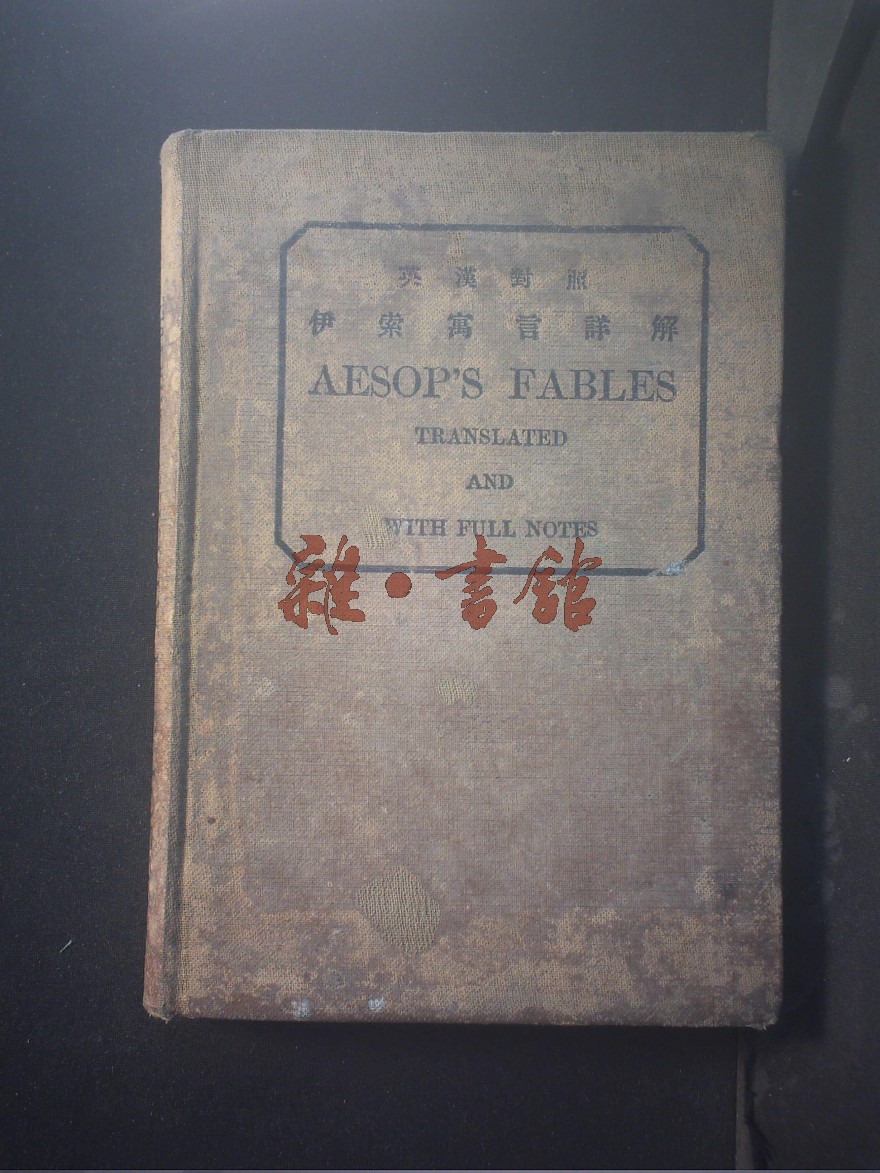 英漢對照
伊索寓言詳解
AESOP'S FABLES
TRANSLATED
AND
WITH FULL NOTES
雜·書館